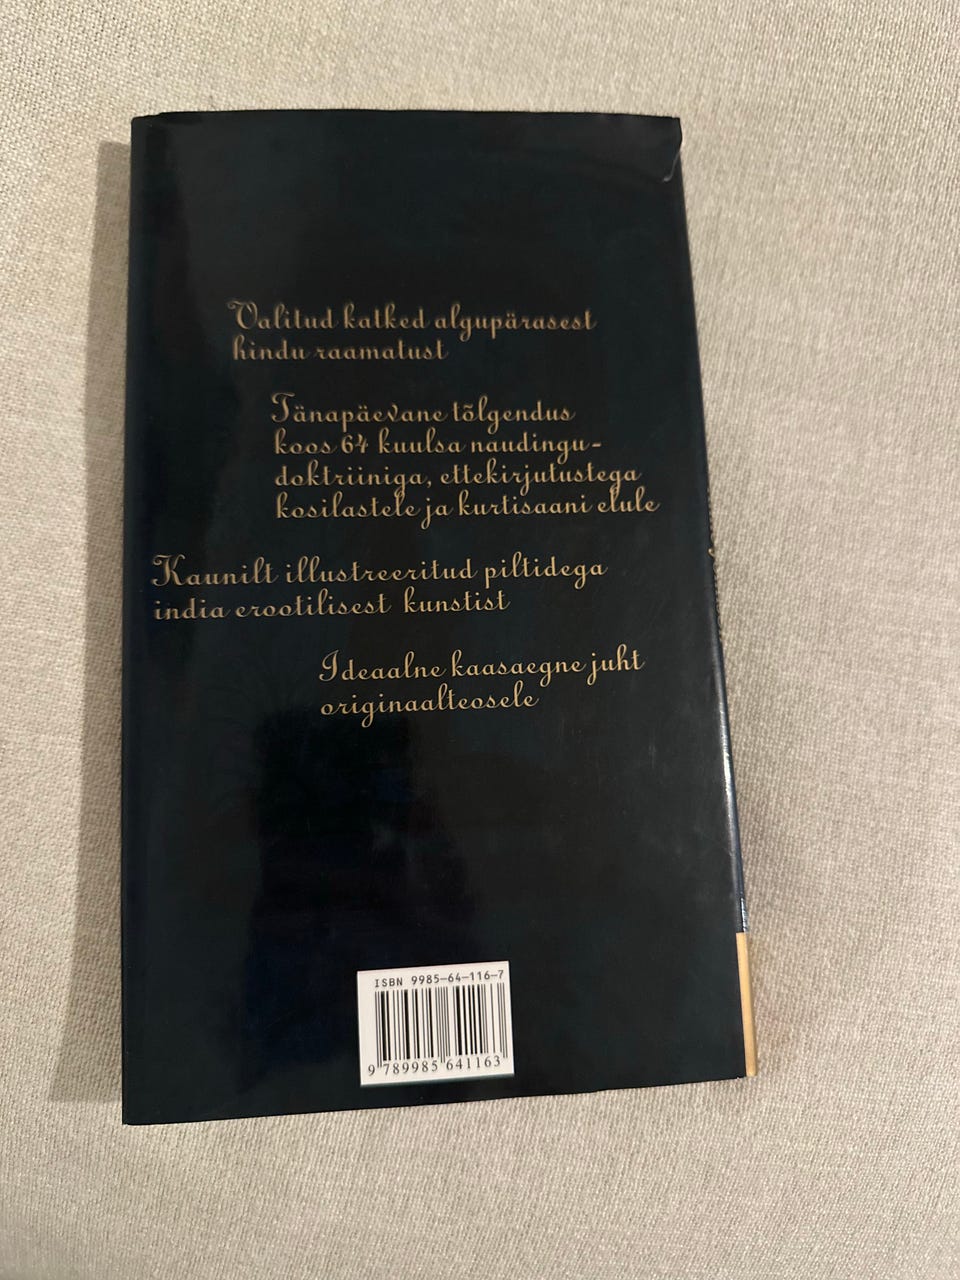 Valitud katked algupärasest
hindu raamatust
Tänapäevane tõlgendus
koos 64 kuulsa naudingu-
doktriiniga, ettekirjutustega
kosilastele ja kurtisaani elule
Kaunilt illustreeritud piltidega
india erootilisest kunstist
Ideaalne kaasaegne juht
originaalteosele
ISBN 9985-64-116-7
9 789985 641163